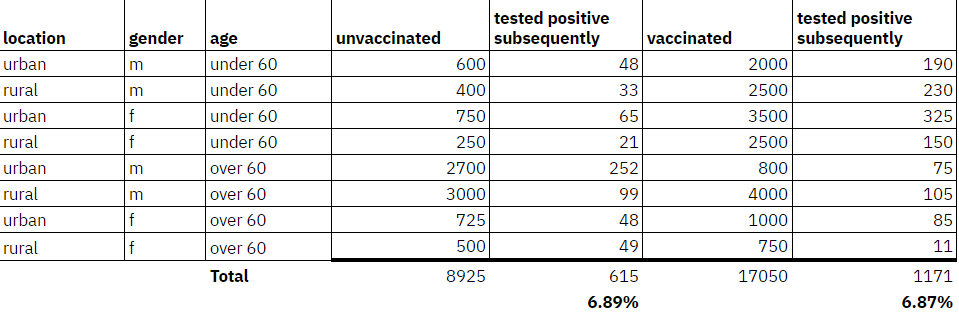 location gender age unvaccinated tested positive subsequently vaccinated tested positive subsequently
urban m under 60 600 48 2000 190
rural m under 60 400 33 2500 230
urban f under 60 750 65 3500 325
rural f under 60 250 21 2500 150
urban m over 60 2700 252 800 75
rural m over 60 3000 99 4000 105
urban f over 60 725 48 1000 85
rural f over 60 500 49 750 11
Total 8925 615 17050 1171
6.89% 6.87%